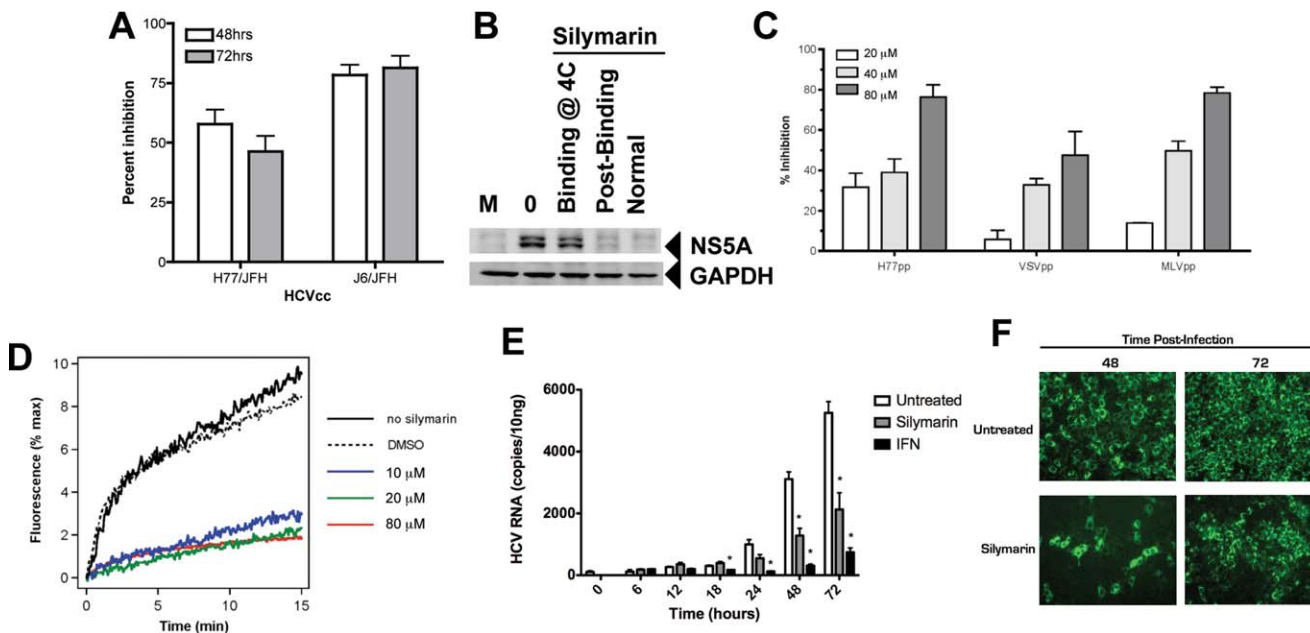 A
48hrs
72hrs
Percent inhibition
100
75
50
25
0
H77/JFH
J6/JFH
HCVcc
B
Silymarin
M
0
Binding @ 4C
Post-Binding
Normal
NS5A
GAPDH
C
20 µM
40 µM
80 µM
% Inihibition
100
80
60
40
20
0
H77pp
VSVpp
MLVpp
D
Fluorescence (% max)
10
8
6
4
2
0
0
5
10
15
Time (min)
no silymarin
DMSO
10 µM
20 µM
80 µM
E
HCV RNA (copies/10ng)
6000
4000
2000
0
Untreated
Silymarin
IFN
* * * * * *
0
6
12
18
24
48
72
Time (hours)
F
Time Post-Infection
48
72
Untreated
Silymarin